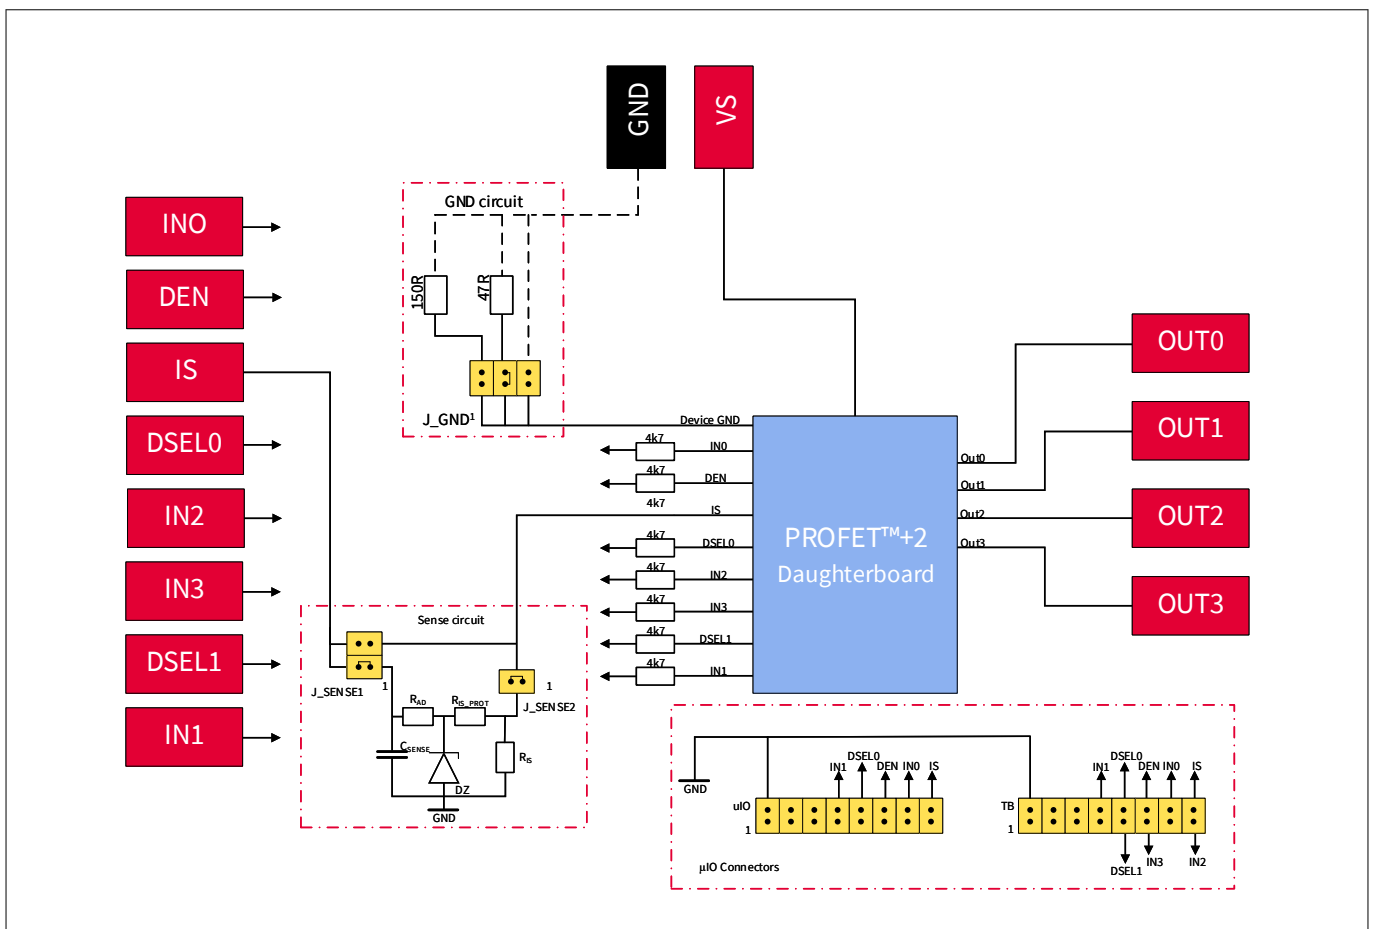 GND
VS
INO
DEN
IS
DSEL0
IN2
IN3
DSEL1
IN1
GND circuit
150R
47R
J_GND¹
Device GND
4k7
IN0
4k7
DEN
4k7
IS
4k7
DSEL0
4k7
IN2
4k7
IN3
4k7
DSEL1
4k7
IN1
PROFET™+2
Daughterboard
Out0
Out1
Out2
Out3
OUT0
OUT1
OUT2
OUT3
Sense circuit
J_SENSE1
1
1
J_SENSE2
RAD
RIS_PROT
CSENSE
RIS
DZ
GND
GND
uIO
1
IN1
DSEL0
DEN
IN0
IS
TB
1
IN1
DSEL0
DEN
IN0
IS
DSEL1
IN3
IN2
µIO Connectors